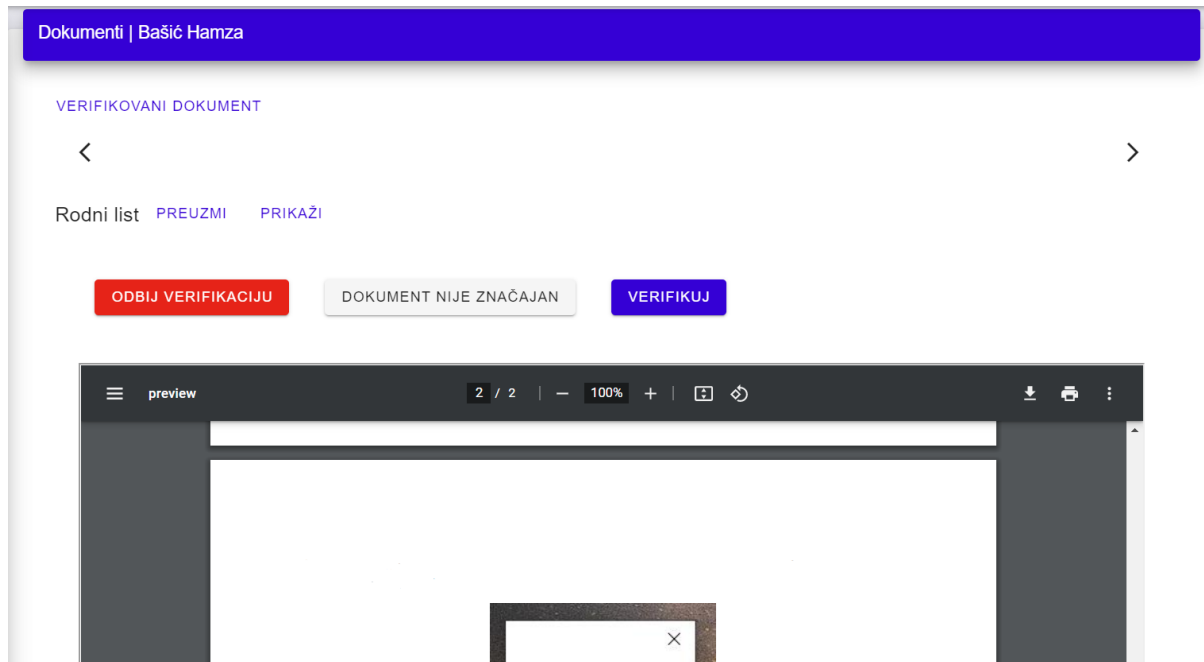 Dokumenti | Bašić Hamza
VERIFIKOVANI DOKUMENT
Rodni list PREUZMI PRIKAŽI
ODBIJ VERIFIKACIJU DOKUMENT NIJE ZNAČAJAN VERIFIKUJ
preview 2 / 2 100%